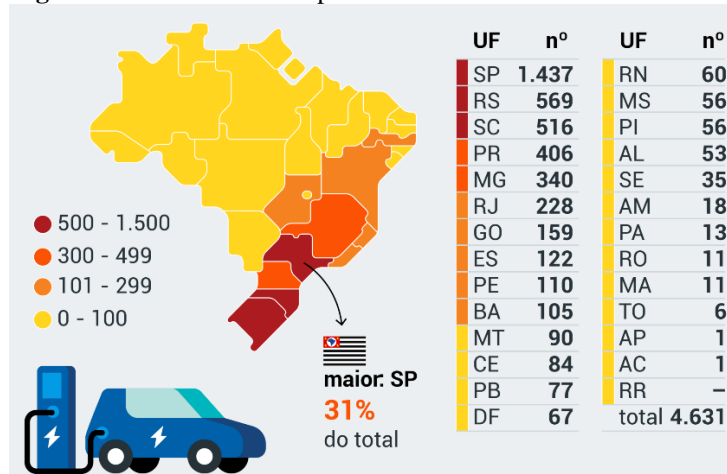 UF nº
SP 1.437
RS 569
SC 516
PR 406
MG 340
RJ 228
GO 159
ES 122
PE 110
BA 105
MT 90
CE 84
PB 77
DF 67
UF nº
RN 60
MS 56
PI 56
AL 53
SE 35
AM 18
PA 13
RO 11
MA 11
TO 6
AP 1
AC 1
RR –
total 4.631
500 - 1.500
300 - 499
101 - 299
0 - 100
maior: SP
31%
do total